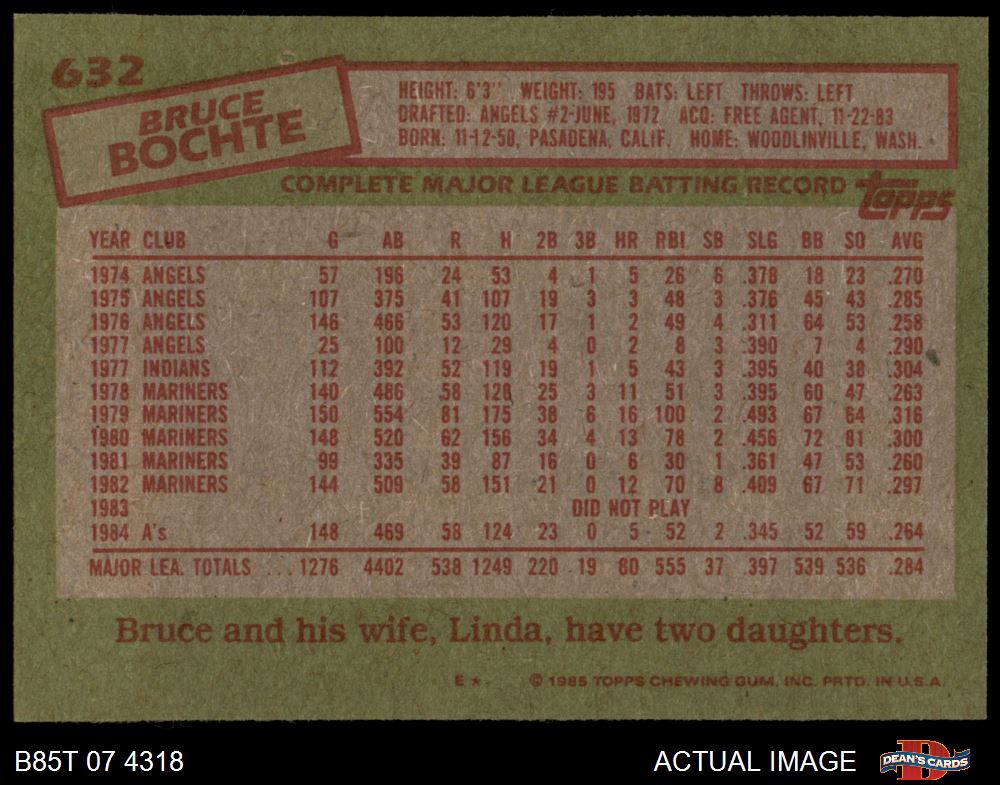 632
BRUCE BOCHTE
HEIGHT: 6'3" WEIGHT: 195 BATS: LEFT THROWS: LEFT
DRAFTED: ANGELS #2-JUNE, 1972 ACQ: FREE AGENT, 11-22-83
BORN: 11-12-50, PASADENA, CALIF. HOME: WOODLINVILLE, WASH.
COMPLETE MAJOR LEAGUE BATTING RECORD topps
YEAR CLUB G AB R H 2B 3B HR RBI SB SLG BB SO AVG
1974 ANGELS 57 196 24 53 4 1 5 26 6 .378 18 23 .270
1975 ANGELS 107 375 41 107 19 3 3 48 3 .376 45 43 .285
1976 ANGELS 146 466 53 120 17 1 2 49 4 .311 64 53 .258
1977 ANGELS 25 100 12 29 4 0 2 8 3 .390 7 4 .290
1977 INDIANS 112 392 52 119 19 1 5 43 3 .395 40 38 .304
1978 MARINERS 140 486 58 128 25 3 11 51 3 .395 60 47 .263
1979 MARINERS 150 554 81 175 38 6 16 100 2 .493 67 64 .316
1980 MARINERS 148 520 62 156 34 4 13 78 2 .456 72 81 .300
1981 MARINERS 99 335 39 87 16 0 6 30 1 .361 47 53 .260
1982 MARINERS 144 509 58 151 21 0 12 70 8 .409 67 71 .297
1983 DID NOT PLAY
1984 A's 148 469 58 124 23 0 5 52 2 .345 52 59 .264
MAJOR LEA. TOTALS ... 1276 4402 538 1249 220 19 80 555 37 .397 539 536 .284
Bruce and his wife, Linda, have two daughters.
E ★ © 1985 TOPPS CHEWING GUM, INC. PRTD. IN U.S.A.
B85T 07 4318 ACTUAL IMAGE DEAN'S CARDS